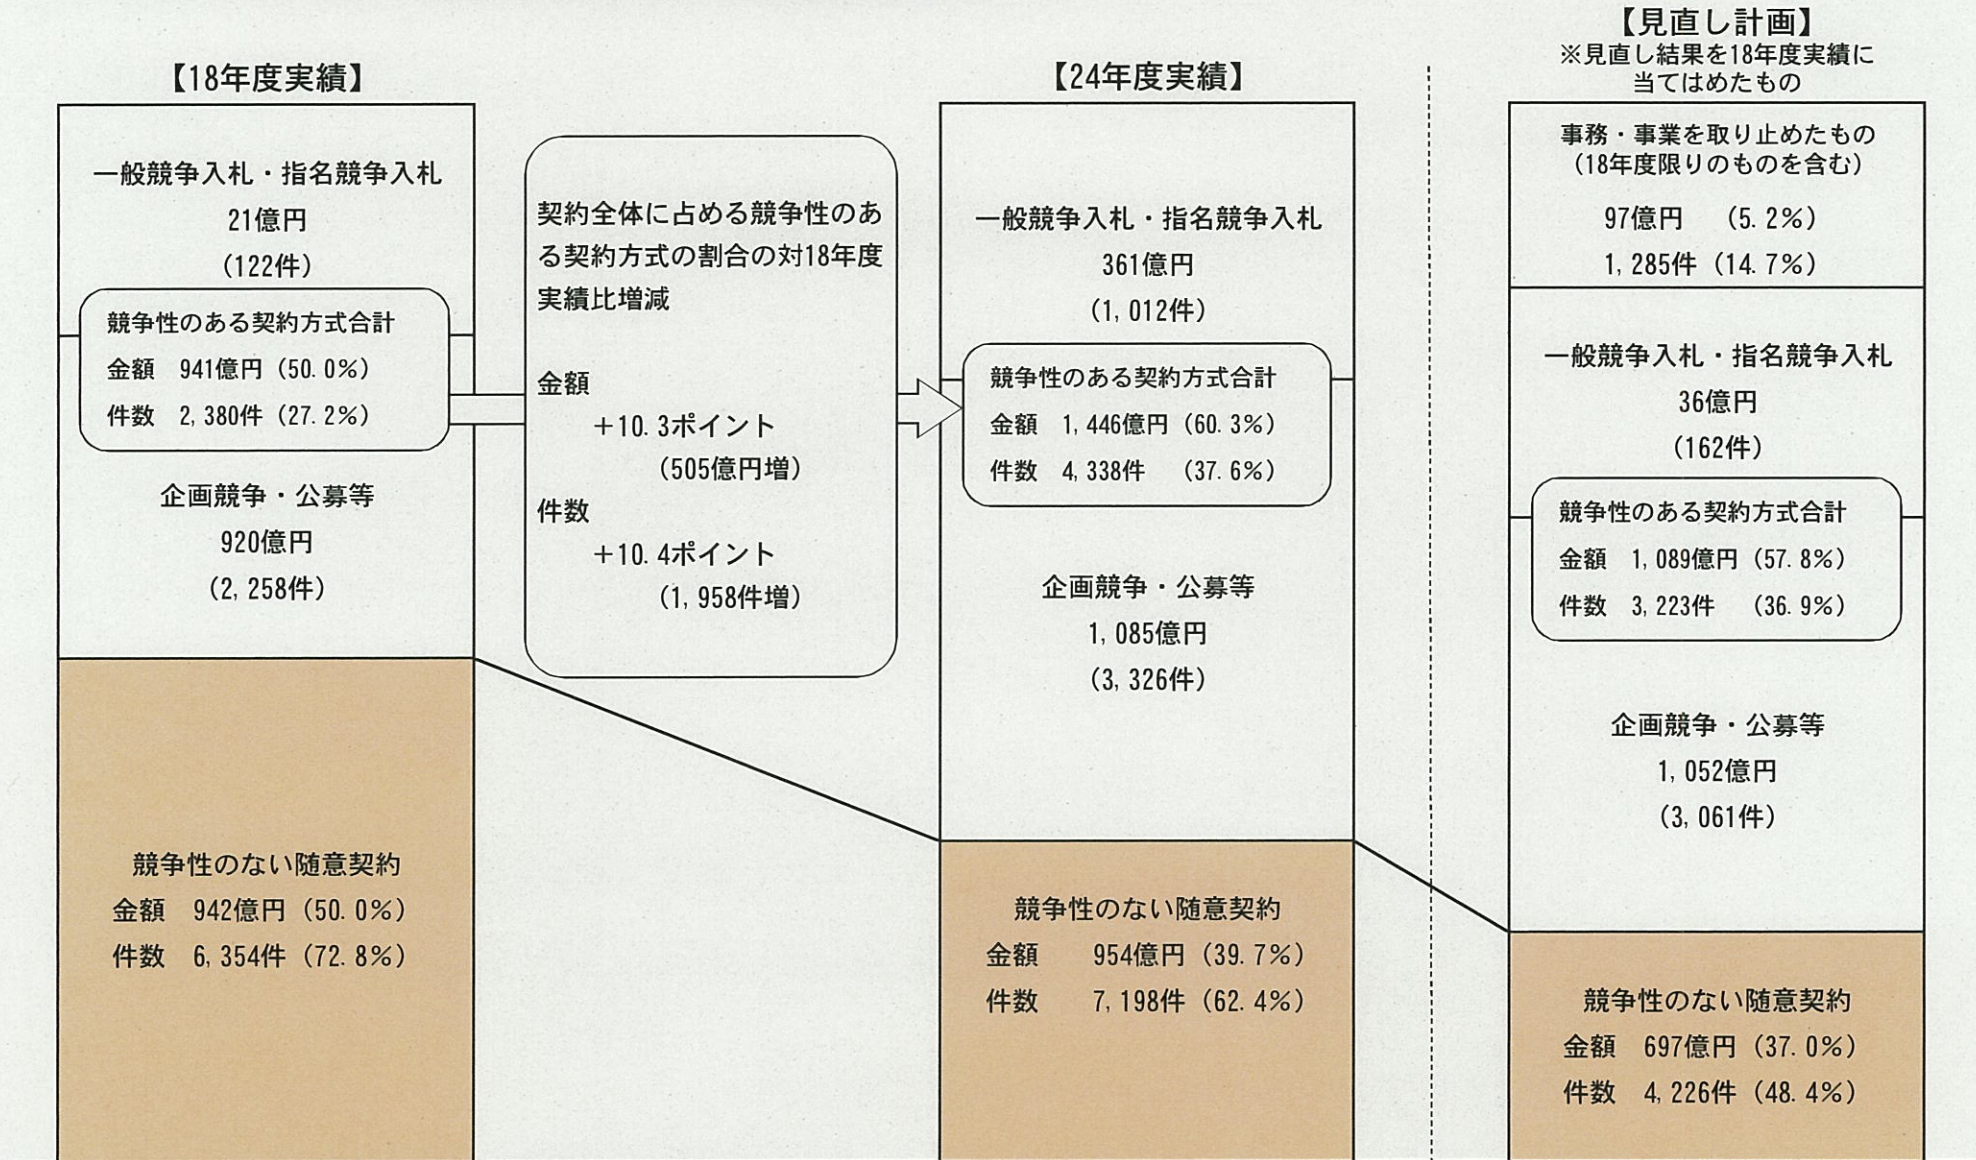 【18年度実績】
一般競争入札・指名競争入札
21億円
(122件)
競争性のある契約方式合計
金額 941億円(50.0%)
件数 2,380件(27.2%)
企画競争・公募等
920億円
(2,258件)
競争性のない随意契約
金額 942億円(50.0%)
件数 6,354件(72.8%)
契約全体に占める競争性のあ
る契約方式の割合の対18年度
実績比増減
金額
+10.3ポイント
(505億円増)
件数
+10.4ポイント
(1,958件増)
【24年度実績】
一般競争入札・指名競争入札
361億円
(1,012件)
競争性のある契約方式合計
金額 1,446億円(60.3%)
件数 4,338件 (37.6%)
企画競争・公募等
1,085億円
(3,326件)
競争性のない随意契約
金額 954億円(39.7%)
件数 7,198件(62.4%)
【見直し計画】
※見直し結果を18年度実績に
当てはめたもの
事務・事業を取り止めたもの
(18年度限りのものを含む)
97億円 (5.2%)
1,285件(14.7%)
一般競争入札・指名競争入札
36億円
(162件)
競争性のある契約方式合計
金額 1,089億円(57.8%)
件数 3,223件 (36.9%)
企画競争・公募等
1,052億円
(3,061件)
競争性のない随意契約
金額 697億円(37.0%)
件数 4,226件(48.4%)